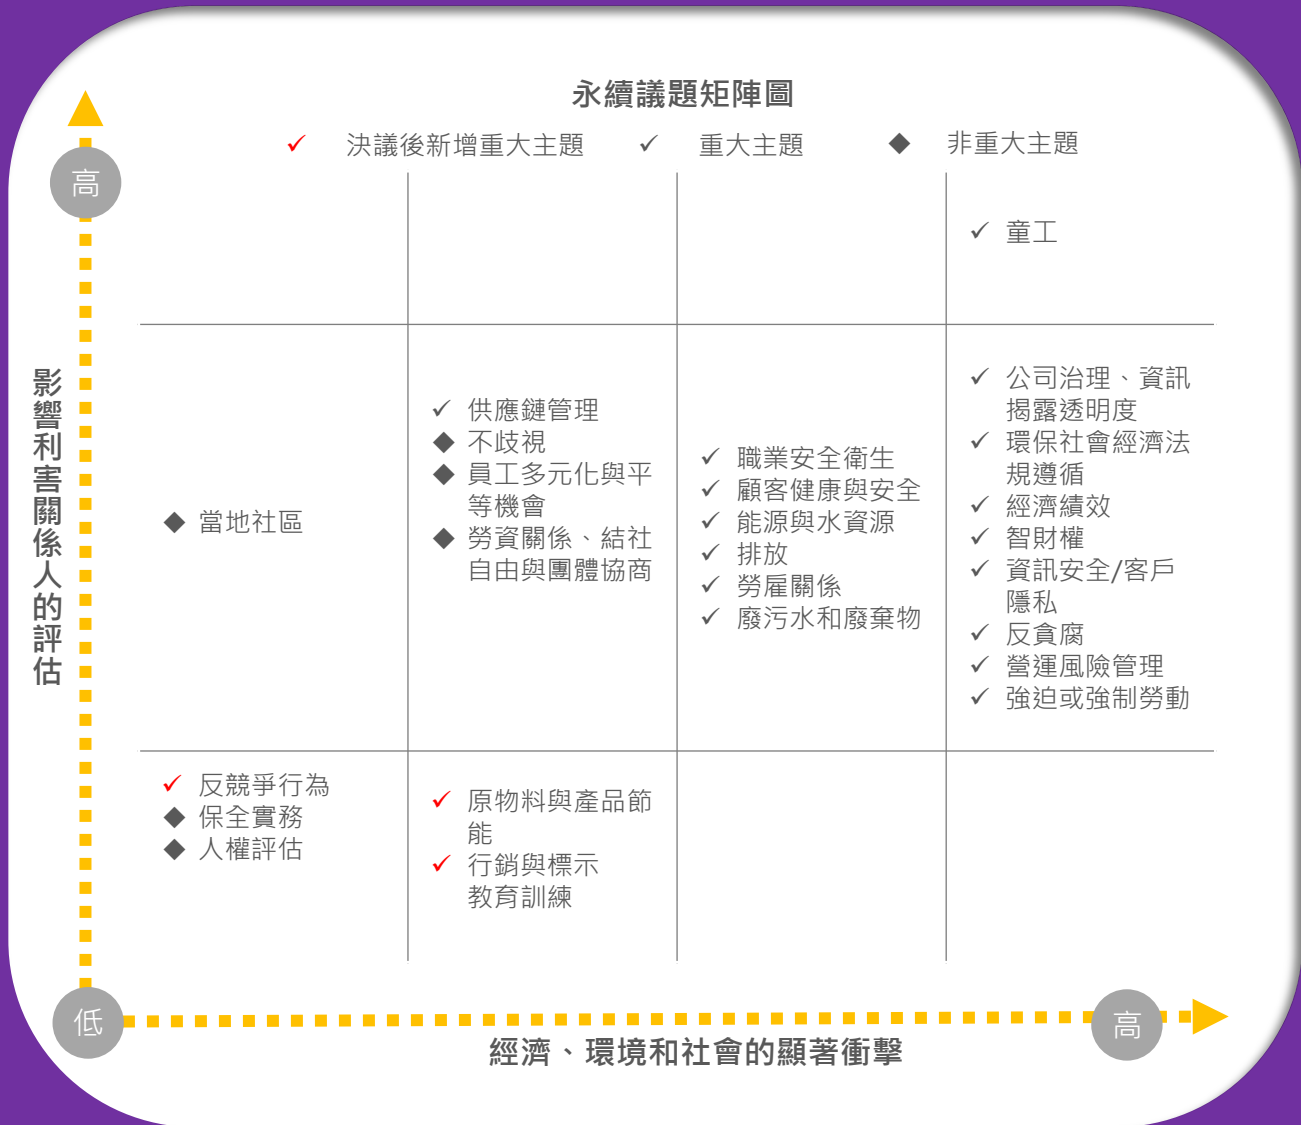 永續議題矩陣圖
✓ 決議後新增重大主題 ✓ 重大主題 ◆ 非重大主題
高
影響利害關係人的評估
✓ 童工
◆ 當地社區
✓ 供應鏈管理
◆ 不歧視
◆ 員工多元化與平
等機會
◆ 勞資關係、結社
自由與團體協商
✓ 職業安全衛生
✓ 顧客健康與安全
✓ 能源與水資源
✓ 排放
✓ 勞雇關係
✓ 廢污水和廢棄物
✓ 公司治理、資訊
揭露透明度
✓ 環保社會經濟法
規遵循
✓ 經濟績效
✓ 智財權
✓ 資訊安全/客戶
隱私
✓ 反貪腐
✓ 營運風險管理
✓ 強迫或強制勞動
✓ 反競爭行為
◆ 保全實務
◆ 人權評估
✓ 原物料與產品節
能
✓ 行銷與標示
教育訓練
低
高
經濟、環境和社會的顯著衝擊